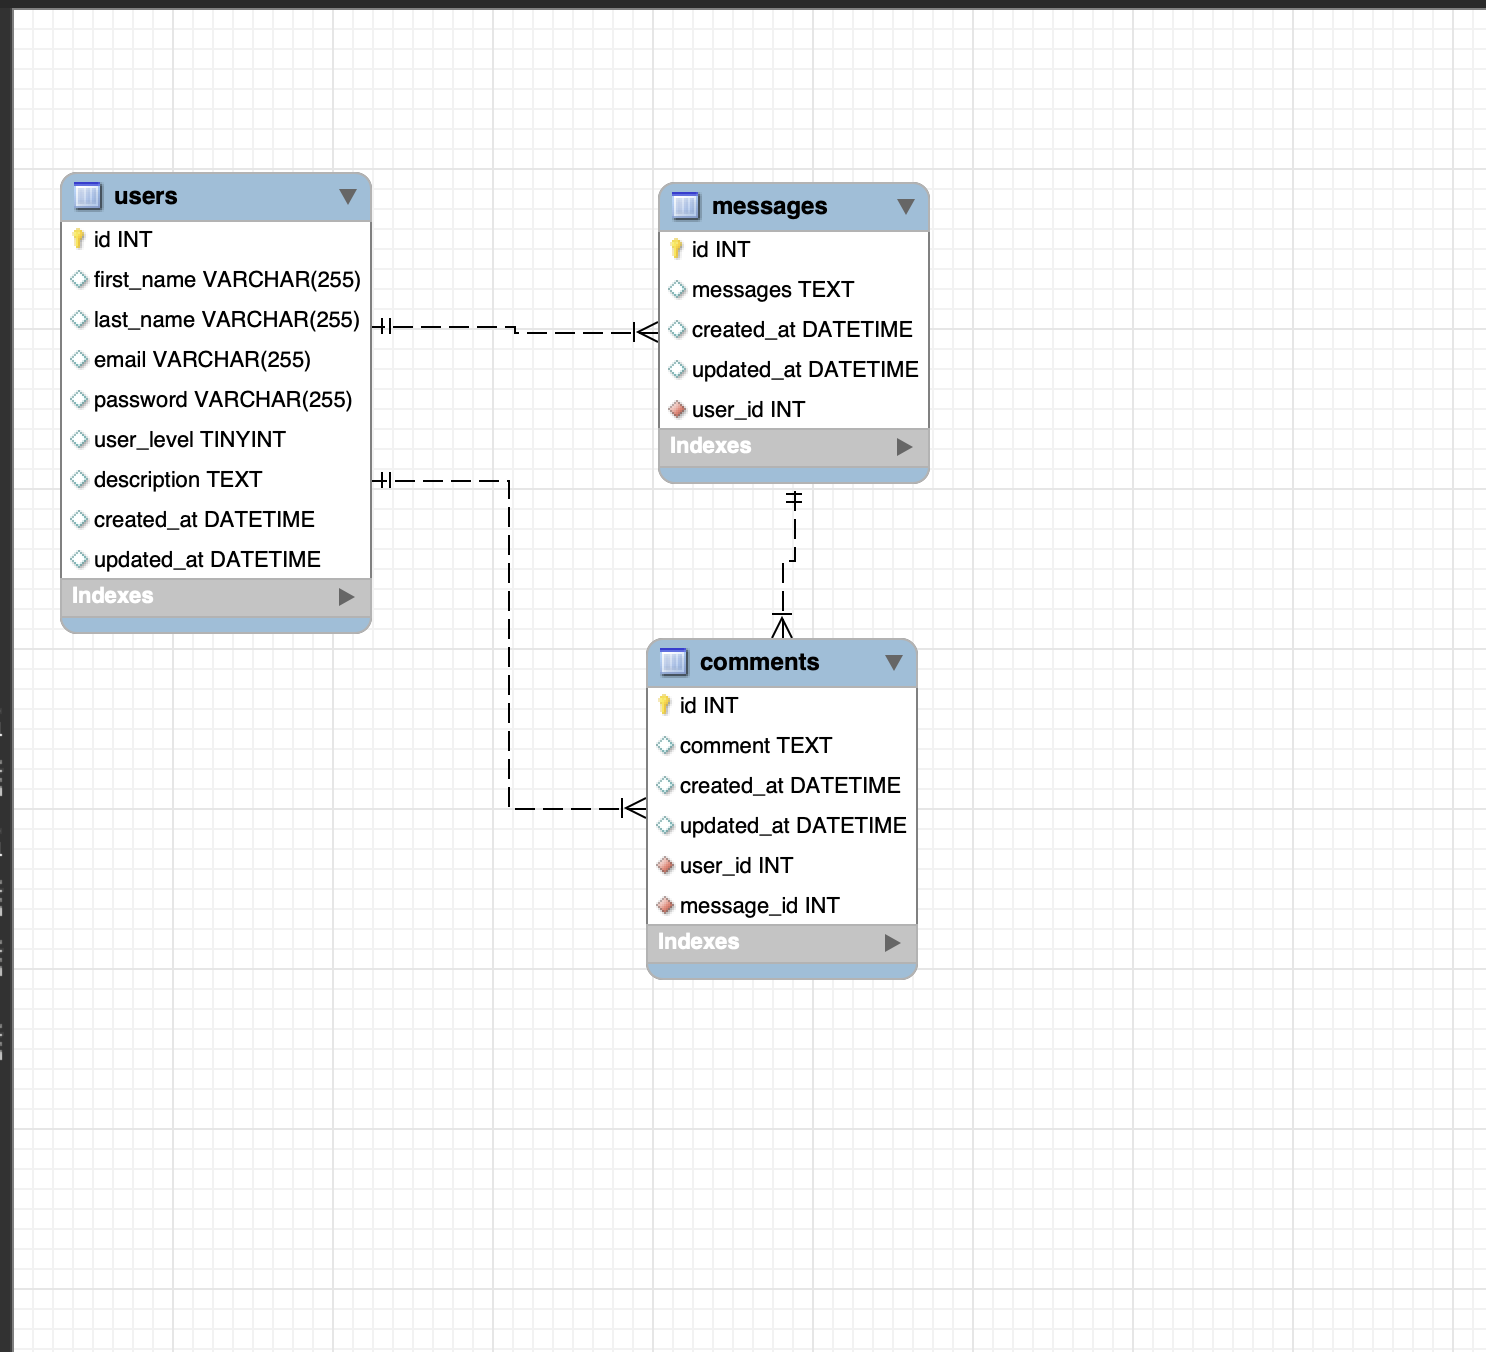 users
id INT
first_name VARCHAR(255)
last_name VARCHAR(255)
email VARCHAR(255)
password VARCHAR(255)
user_level TINYINT
description TEXT
created_at DATETIME
updated_at DATETIME
Indexes
messages
id INT
messages TEXT
created_at DATETIME
updated_at DATETIME
user_id INT
Indexes
comments
id INT
comment TEXT
created_at DATETIME
updated_at DATETIME
user_id INT
message_id INT
Indexes